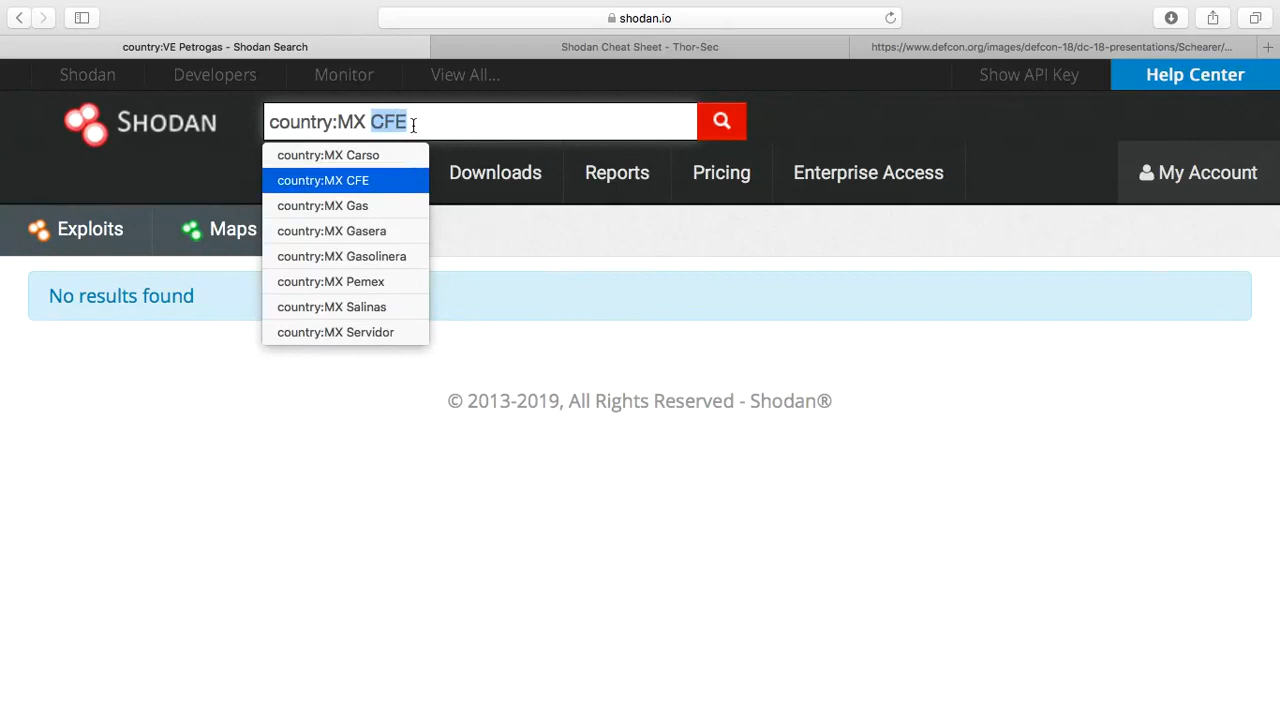 shodan.io
country:VE Petrogas - Shodan Search
Shodan Cheat Sheet - Thor-Sec
https://www.defcon.org/images/defcon-18/dc-18-presentations/Schearer/...
Shodan
Developers
Monitor
View All...
Show API Key
Help Center
SHODAN
country:MX CFE
country:MX Carso
country:MX CFE
country:MX Gas
country:MX Gasera
country:MX Gasolinera
country:MX Pemex
country:MX Salinas
country:MX Servidor
Downloads
Reports
Pricing
Enterprise Access
My Account
Exploits
Maps
No results found
© 2013-2019, All Rights Reserved - Shodan®